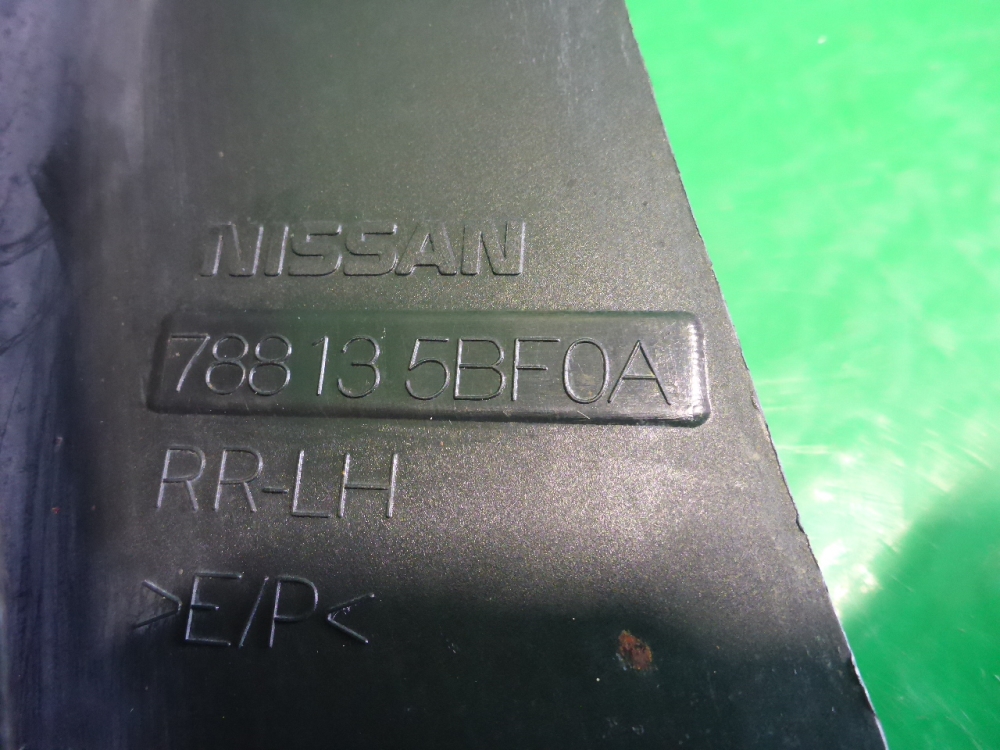 NISSAN
78813 5BF0A
RR-LH
>E/P<